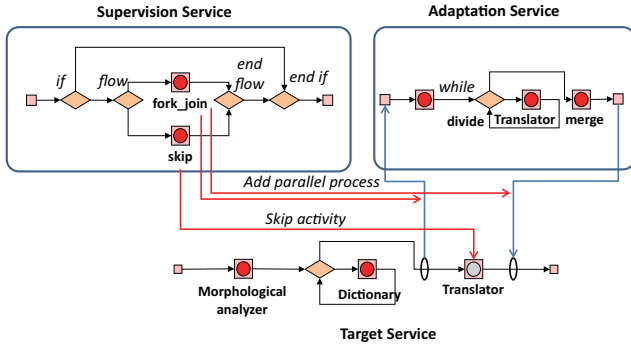 Supervision Service
Adaptation Service
if
flow
end
flow
end if
fork_join
skip
while
divide
Translator
merge
Add parallel process
Skip activity
Morphological
analyzer
Dictionary
Translator
Target Service